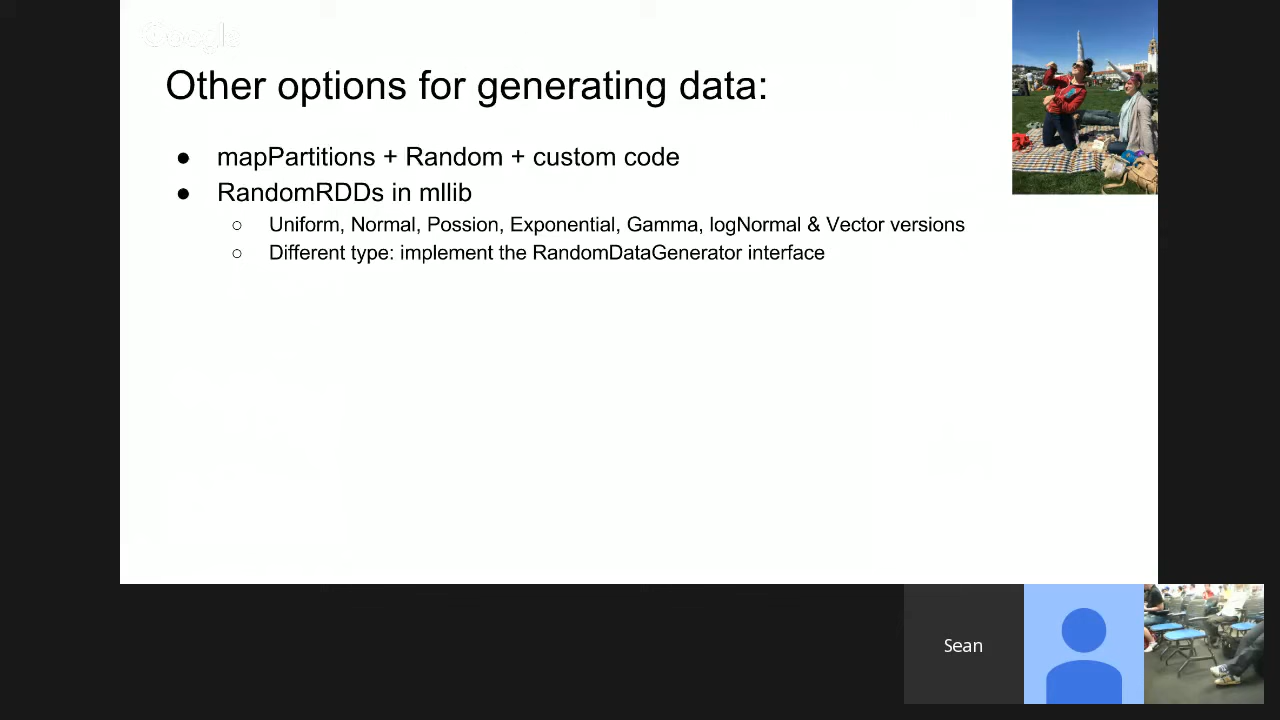 Google
Other options for generating data:
● mapPartitions + Random + custom code
● RandomRDDs in mllib
○ Uniform, Normal, Possion, Exponential, Gamma, logNormal & Vector versions
○ Different type: implement the RandomDataGenerator interface
Sean